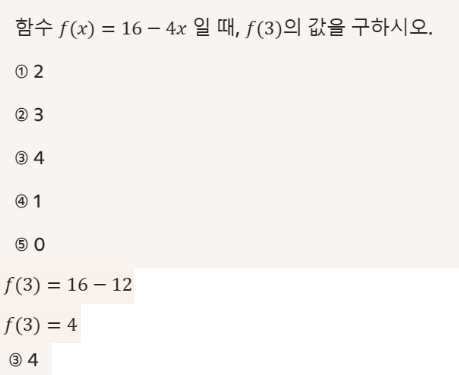 함수 f(x) = 16 − 4x 일 때, f(3)의 값을 구하시오.
① 2
② 3
③ 4
④ 1
⑤ 0
f(3) = 16 − 12
f(3) = 4
③ 4